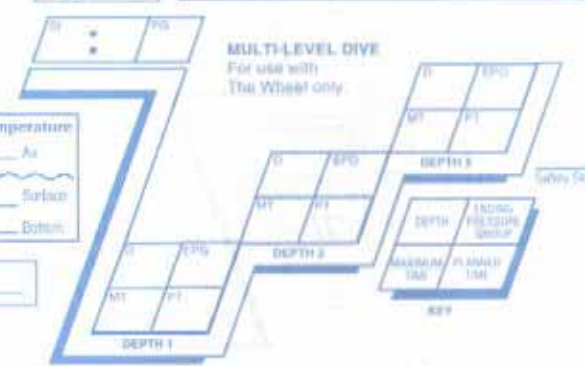 SI : PG
MULTI-LEVEL DIVE
For use with
The Wheel only.
D EPG
MT PT
DEPTH 3
Temperature
Air
Surface
Bottom
D EPG
MT PT
DEPTH 2
DEPTH
ENDING
PRESSURE
GROUP
MAXIMUM
TIME
PLANNED
TIME
KEY
D EPG
MT PT
DEPTH 1
Safety St